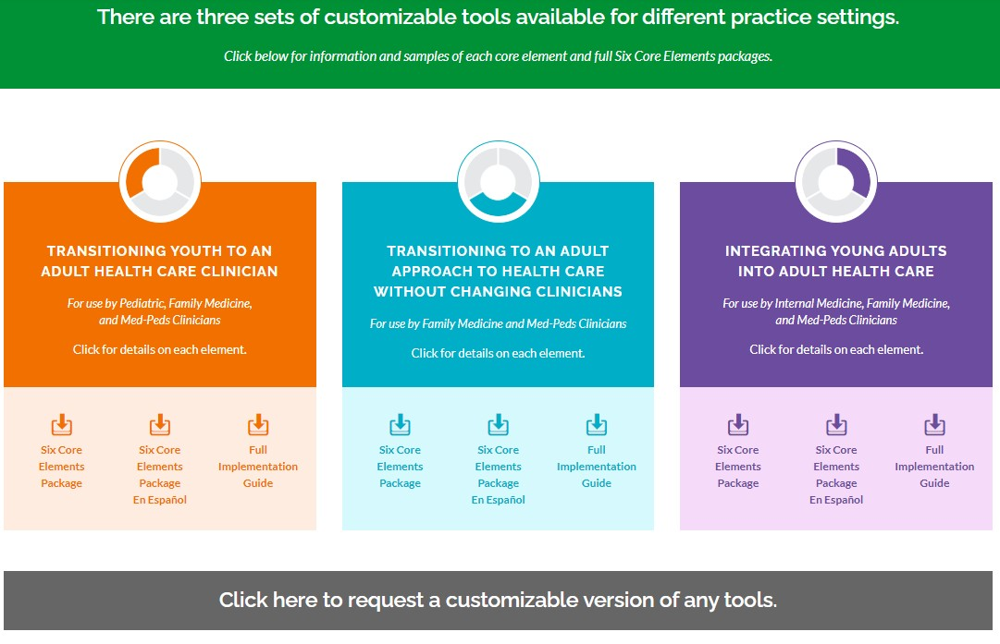 There are three sets of customizable tools available for different practice settings.
Click below for information and samples of each core element and full Six Core Elements packages.
TRANSITIONING YOUTH TO AN
ADULT HEALTH CARE CLINICIAN
For use by Pediatric, Family Medicine,
and Med-Peds Clinicians
Click for details on each element.
Six Core
Elements
Package
Six Core
Elements
Package
En Español
Full
Implementation
Guide
TRANSITIONING TO AN ADULT
APPROACH TO HEALTH CARE
WITHOUT CHANGING CLINICIANS
For use by Family Medicine and Med-Peds Clinicians
Click for details on each element.
Six Core
Elements
Package
Six Core
Elements
Package
En Español
Full
Implementation
Guide
INTEGRATING YOUNG ADULTS
INTO ADULT HEALTH CARE
For use by Internal Medicine, Family Medicine,
and Med-Peds Clinicians
Click for details on each element.
Six Core
Elements
Package
Six Core
Elements
Package
En Español
Full
Implementation
Guide
Click here to request a customizable version of any tools.